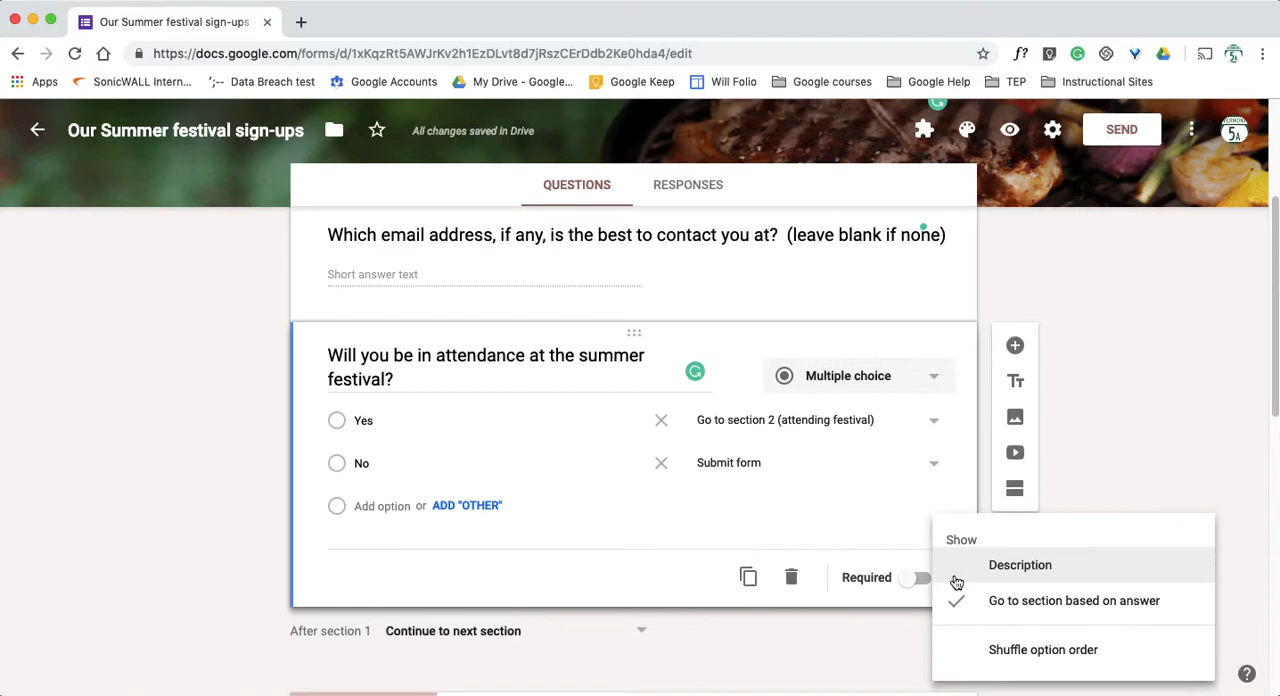 Our Summer festival sign-ups
https://docs.google.com/forms/d/1xKqzRt5AWJrKv2h1EzDLvt8d7jRszCErDdb2Ke0hda4/edit
Apps SonicWALL Intern... Data Breach test Google Accounts My Drive - Google... Google Keep Will Folio Google courses Google Help TEP Instructional Sites
Our Summer festival sign-ups All changes saved in Drive SEND
QUESTIONS RESPONSES
Which email address, if any, is the best to contact you at? (leave blank if none)
Short answer text
Will you be in attendance at the summer
festival?
Multiple choice
Yes Go to section 2 (attending festival)
No Submit form
Add option or ADD "OTHER"
Show
Description
Required
Go to section based on answer
After section 1 Continue to next section
Shuffle option order